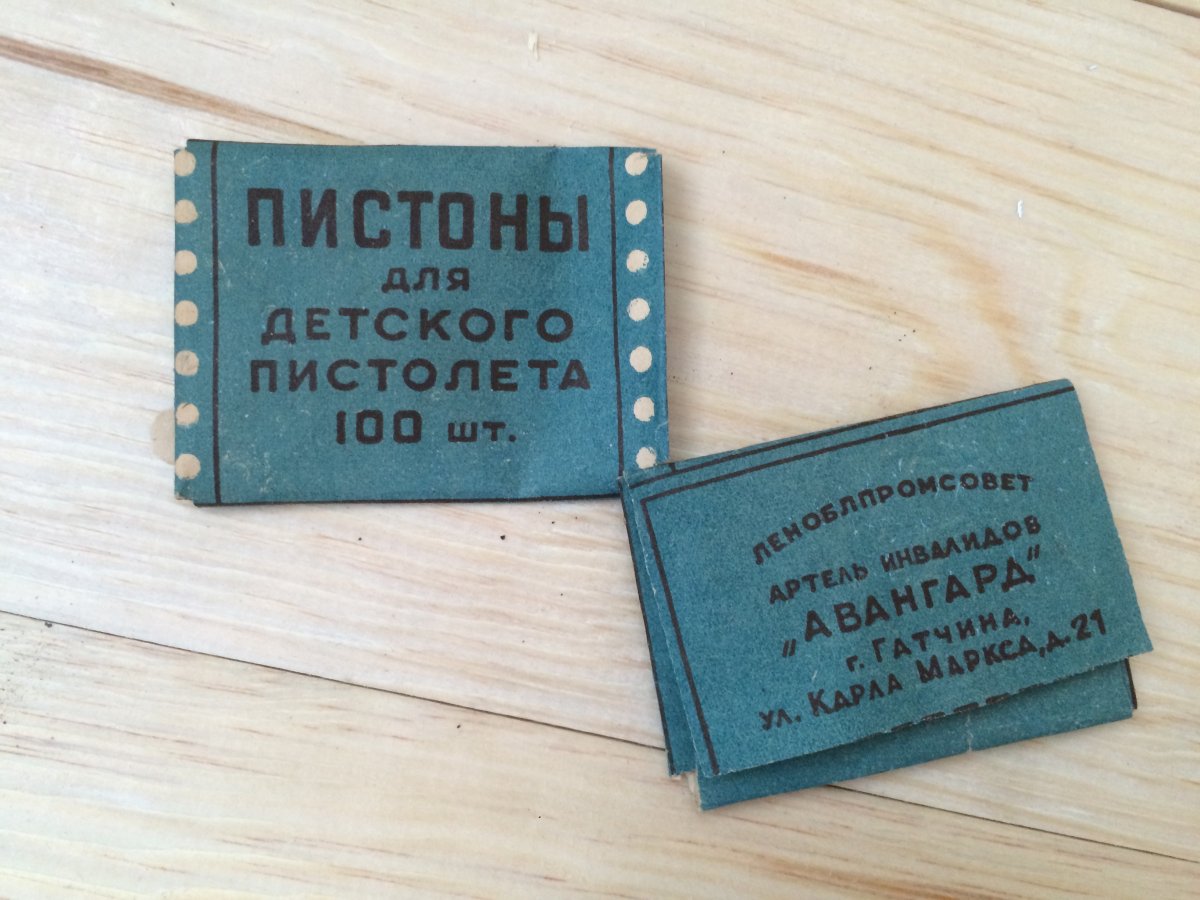 ПИСТОНЫ
для
ДЕТСКОГО
ПИСТОЛЕТА
100 шт.
ЛЕНОБЛПРОМСОВЕТ
АРТЕЛЬ ИНВАЛИДОВ
„АВАНГАРД"
г. ГАТЧИНА,
ул. КАРЛА МАРКСА, д. 21